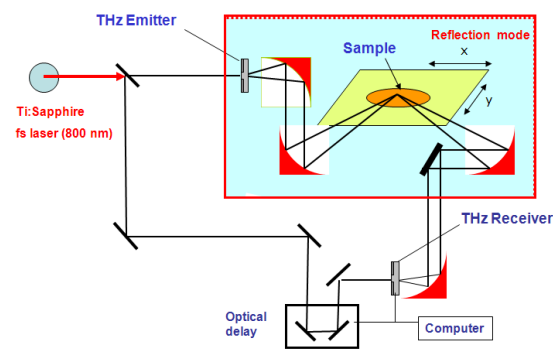 THz Emitter
Reflection mode
Sample
x
y
Ti:Sapphire
fs laser (800 nm)
THz Receiver
Optical
delay
Computer